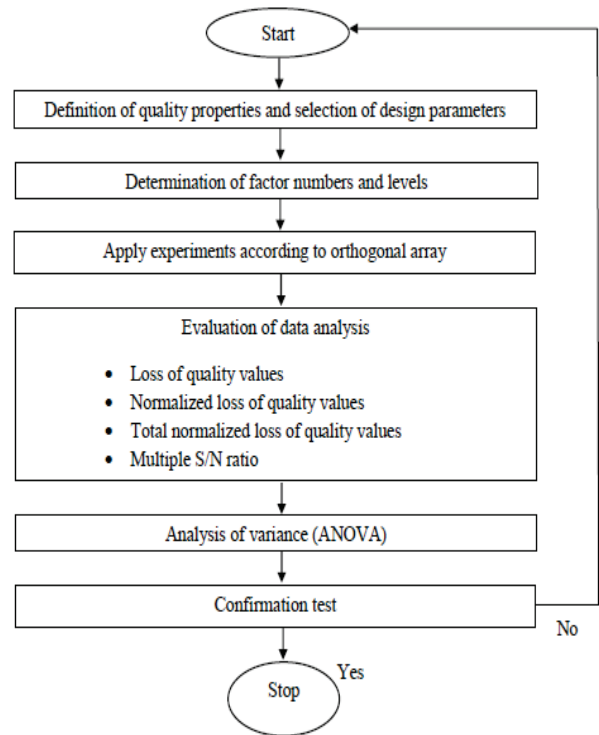 Start
Definition of quality properties and selection of design parameters
Determination of factor numbers and levels
Apply experiments according to orthogonal array
Evaluation of data analysis
• Loss of quality values
• Normalized loss of quality values
• Total normalized loss of quality values
• Multiple S/N ratio
Analysis of variance (ANOVA)
Confirmation test
No
Yes
Stop